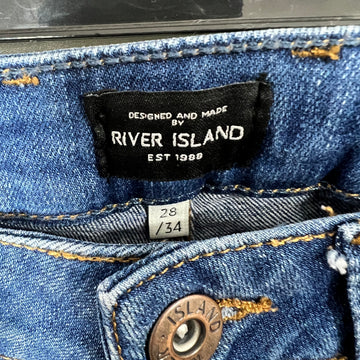 DESIGNED AND MADE
BY
RIVER ISLAND
EST 1988
28
/34
R ISLAND